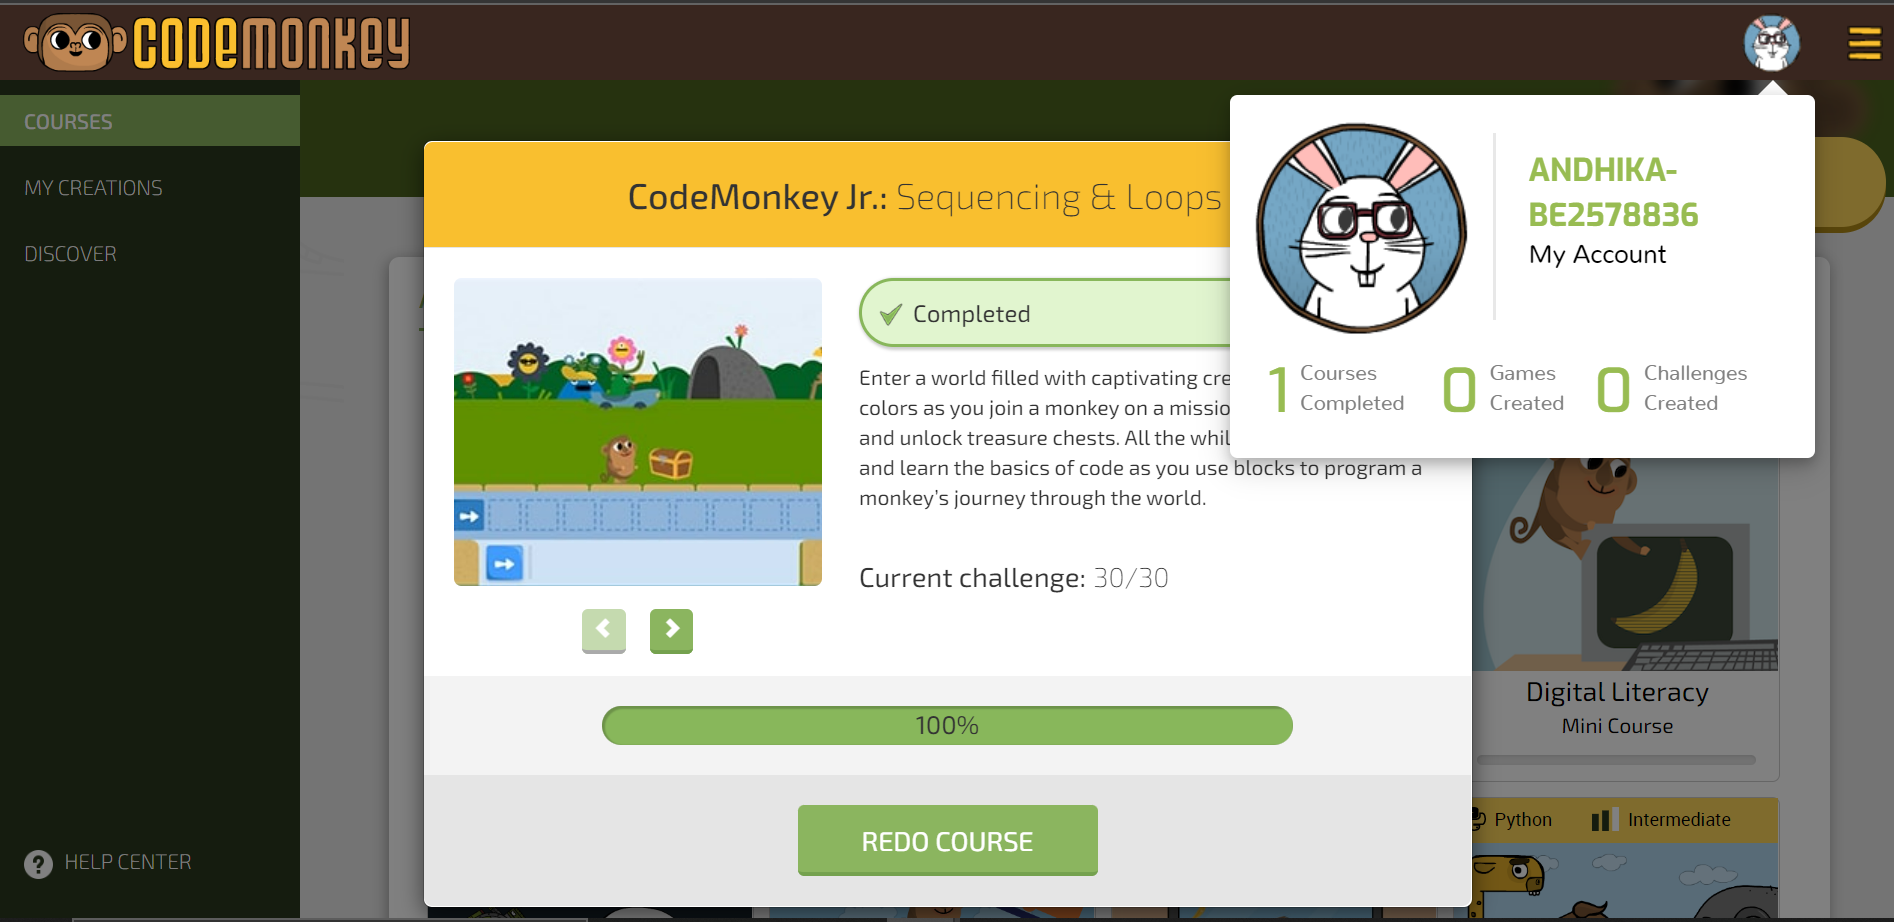 CODEMONKEY
COURSES
MY CREATIONS
DISCOVER
HELP CENTER
CodeMonkey Jr.: Sequencing & Loops
Completed
Enter a world filled with captivating cre
colors as you join a monkey on a missio
and unlock treasure chests. All the whil
and learn the basics of code as you use blocks to program a
monkey's journey through the world.
Current challenge: 30/30
100%
REDO COURSE
ANDHIKA-
BE2578836
My Account
1 Courses Completed
0 Games Created
0 Challenges Created
Digital Literacy
Mini Course
Python
Intermediate